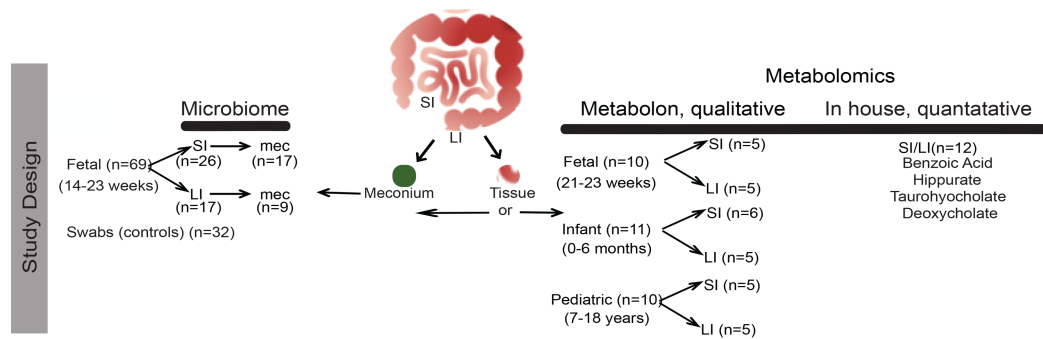 Study Design
Microbiome
Fetal (n=69)
(14-23 weeks)
SI
(n=26)
mec
(n=17)
LI
(n=17)
mec
(n=9)
Swabs (controls) (n=32)
SI
LI
Meconium
Tissue
or
Metabolomics
Metabolon, qualitative
In house, quantatative
Fetal (n=10)
(21-23 weeks)
SI (n=5)
LI (n=5)
Infant (n=11)
(0-6 months)
SI (n=6)
LI (n=5)
Pediatric (n=10)
(7-18 years)
SI (n=5)
LI (n=5)
SI/LI(n=12)
Benzoic Acid
Hippurate
Taurohyocholate
Deoxycholate